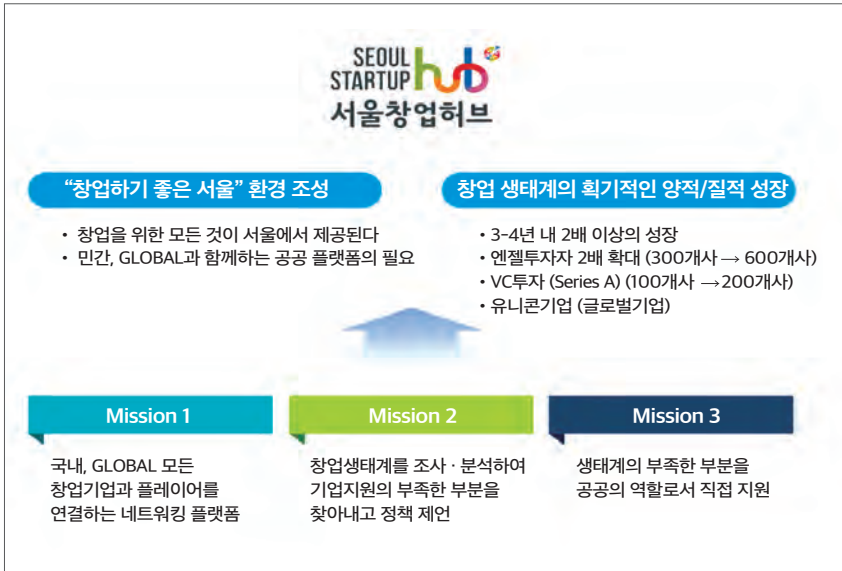 SEOUL
STARTUP hub
서울창업허브
“창업하기 좋은 서울” 환경 조성
• 창업을 위한 모든 것이 서울에서 제공된다
• 민간, GLOBAL과 함께하는 공공 플랫폼의 필요
창업 생태계의 획기적인 양적/질적 성장
• 3-4년 내 2배 이상의 성장
• 엔젤투자자 2배 확대 (300개사 → 600개사)
• VC투자 (Series A) (100개사 → 200개사)
• 유니콘기업 (글로벌기업)
Mission 1
국내, GLOBAL 모든
창업기업과 플레이어를
연결하는 네트워킹 플랫폼
Mission 2
창업생태계를 조사 · 분석하여
기업지원의 부족한 부분을
찾아내고 정책 제언
Mission 3
생태계의 부족한 부분을
공공의 역할로서 직접 지원